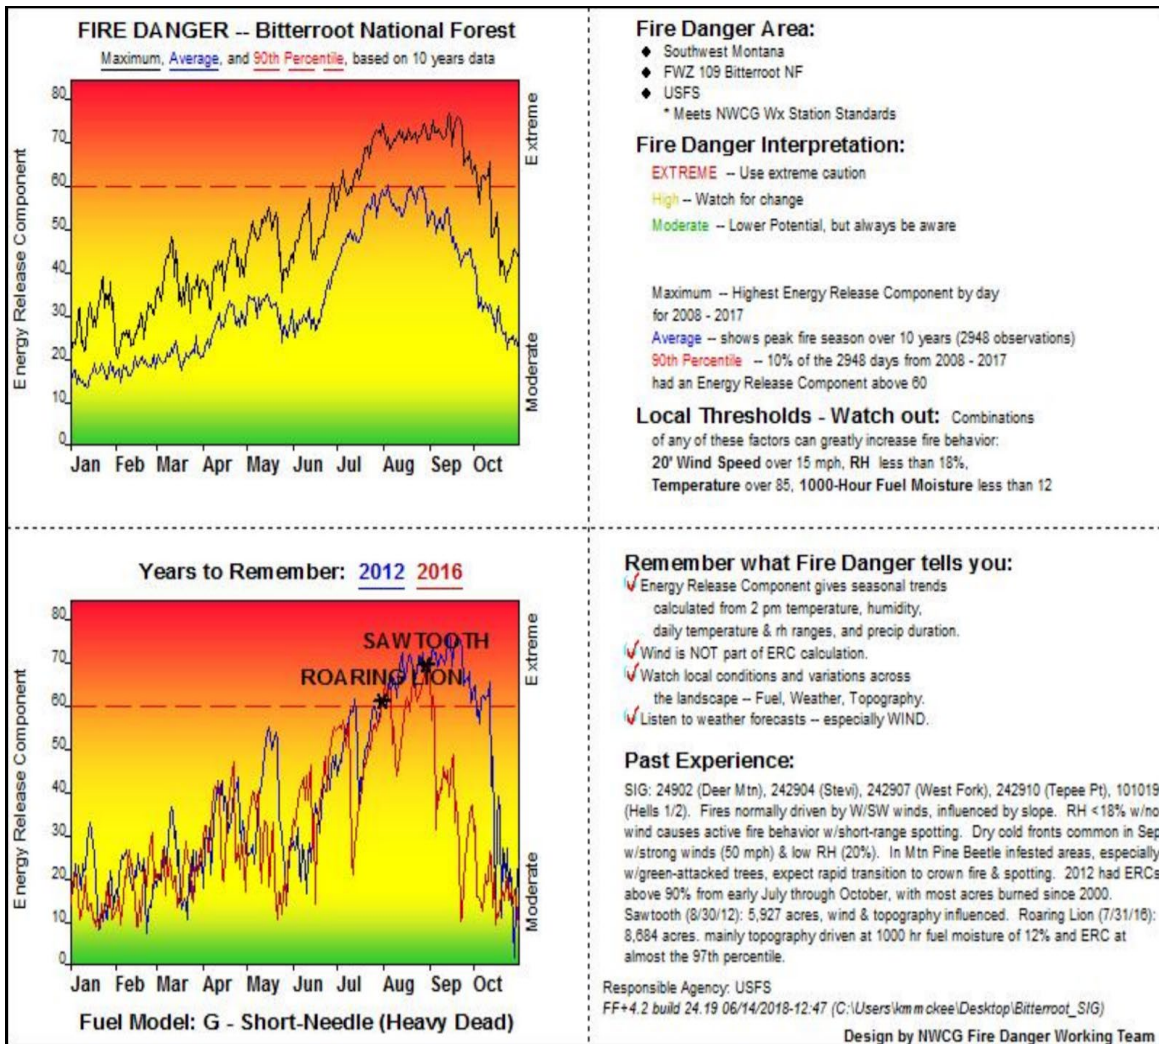 FIRE DANGER -- Bitterroot National Forest
Maximum, Average, and 90th Percentile, based on 10 years data
Energy Release Component
80
70
60
50
40
30
20
10
0
Extreme
Moderate
Jan Feb Mar Apr May Jun Jul Aug Sep Oct
Fire Danger Area:
Southwest Montana
FWZ 109 Bitterroot NF
USFS
* Meets NWCG Wx Station Standards
Fire Danger Interpretation:
EXTREME -- Use extreme caution
High -- Watch for change
Moderate -- Lower Potential, but always be aware
Maximum -- Highest Energy Release Component by day
for 2008 - 2017
Average -- shows peak fire season over 10 years (2948 observations)
90th Percentile -- 10% of the 2948 days from 2008 - 2017
had an Energy Release Component above 60
Local Thresholds - Watch out: Combinations
of any of these factors can greatly increase fire behavior:
20' Wind Speed over 15 mph, RH less than 18%,
Temperature over 85, 1000-Hour Fuel Moisture less than 12
Years to Remember: 2012 2016
Energy Release Component
80
70
60
50
40
30
20
10
0
SAWTOOTH
ROARING LION
Extreme
Moderate
Jan Feb Mar Apr May Jun Jul Aug Sep Oct
Fuel Model: G - Short-Needle (Heavy Dead)
Remember what Fire Danger tells you:
Energy Release Component gives seasonal trends
calculated from 2 pm temperature, humidity,
daily temperature & rh ranges, and precip duration.
Wind is NOT part of ERC calculation.
Watch local conditions and variations across
the landscape -- Fuel, Weather, Topography.
Listen to weather forecasts -- especially WIND.
Past Experience:
SIG: 24902 (Deer Mtn), 242904 (Stevi), 242907 (West Fork), 242910 (Tepee Pt), 101019
(Hells 1/2). Fires normally driven by W/SW winds, influenced by slope. RH <18% w/no
wind causes active fire behavior w/short-range spotting. Dry cold fronts common in Sep
w/strong winds (50 mph) & low RH (20%). In Mtn Pine Beetle infested areas, especially
w/green-attacked trees, expect rapid transition to crown fire & spotting. 2012 had ERCs
above 90% from early July through October, with most acres burned since 2000.
Sawtooth (8/30/12): 5,927 acres, wind & topography influenced. Roaring Lion (7/31/16):
8,684 acres. mainly topography driven at 1000 hr fuel moisture of 12% and ERC at
almost the 97th percentile.
Responsible Agency: USFS
FF+4.2 build 24.19 06/14/2018-12:47 (C:\Users\kmmckee\Desktop\Bitterroot_SIG)
Design by NWCG Fire Danger Working Team